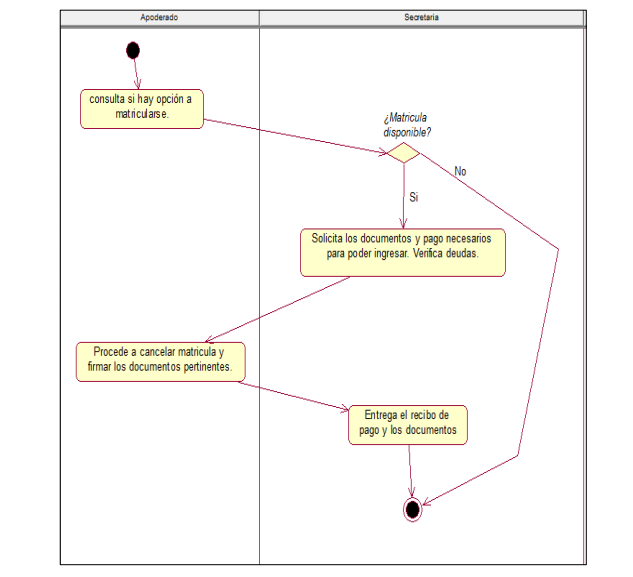 Apoderado
Secretaria
consulta si hay opción a
matricularse.
¿Matricula
disponible?
No
Si
Solicita los documentos y pago necesarios
para poder ingresar. Verifica deudas.
Procede a cancelar matricula y
firmar los documentos pertinentes.
Entrega el recibo de
pago y los documentos